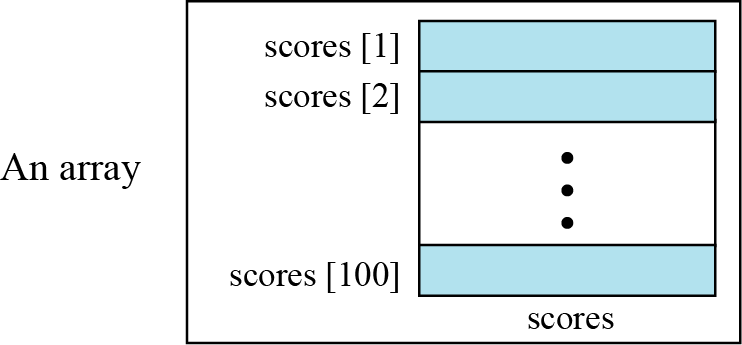 scores [1]
scores [2]
An array
scores [100]
scores